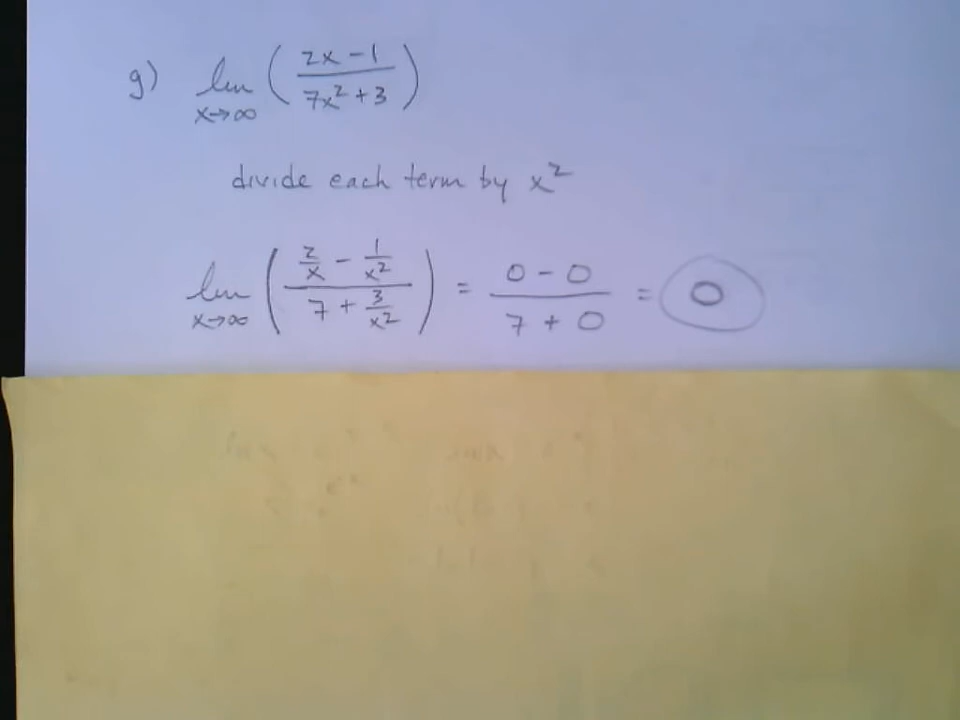 g) lim x→∞ ( (2x - 1) / (7x² + 3) )
divide each term by x²
lim x→∞ ( (2/x - 1/x²) / (7 + 3/x²) ) = (0 - 0) / (7 + 0) = 0